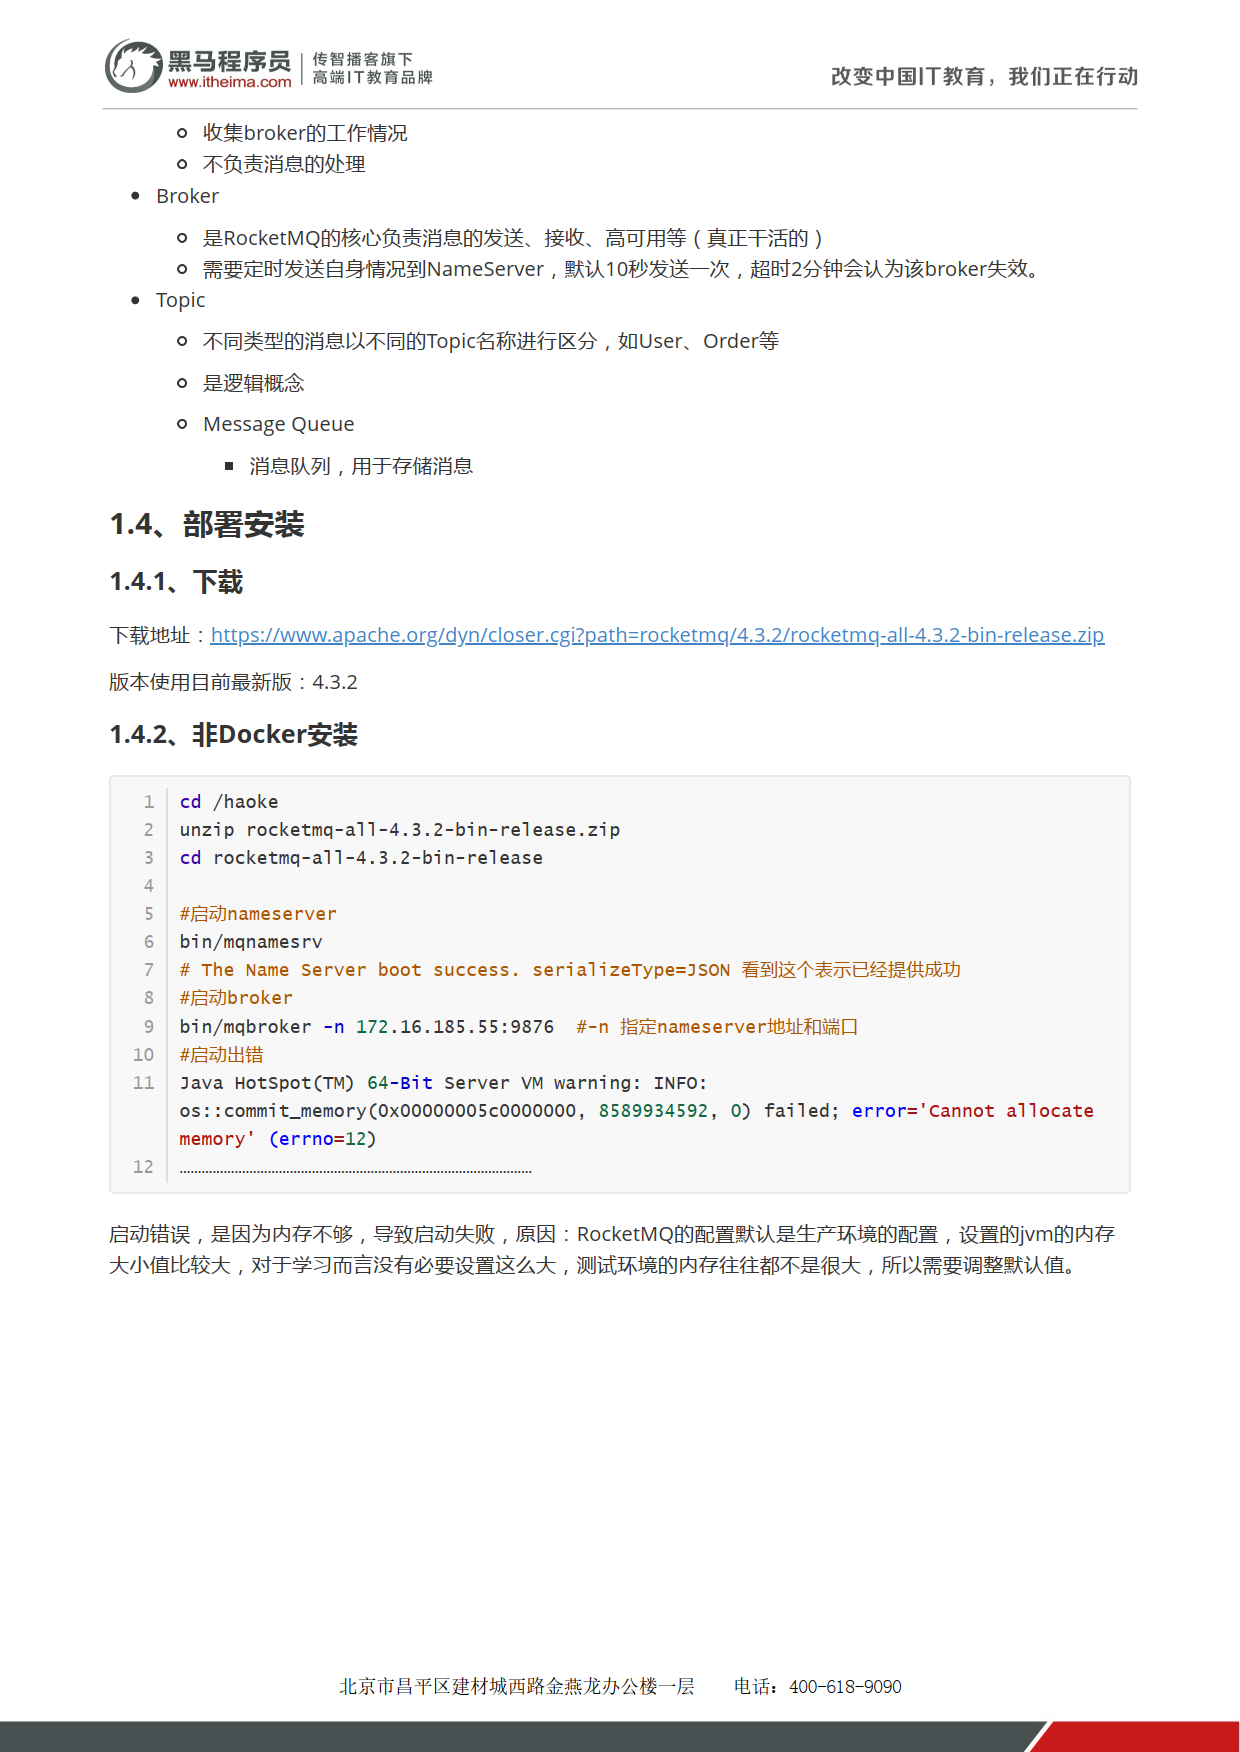 黑马程序员
www.itheima.com
传智播客旗下
高端IT教育品牌
改变中国IT教育，我们正在行动
收集broker的工作情况
不负责消息的处理
Broker
是RocketMQ的核心负责消息的发送、接收、高可用等（真正干活的）
需要定时发送自身情况到NameServer，默认10秒发送一次，超时2分钟会认为该broker失效。
Topic
不同类型的消息以不同的Topic名称进行区分，如User、Order等
是逻辑概念
Message Queue
消息队列，用于存储消息
1.4、部署安装
1.4.1、下载
下载地址：https://www.apache.org/dyn/closer.cgi?path=rocketmq/4.3.2/rocketmq-all-4.3.2-bin-release.zip
版本使用目前最新版：4.3.2
1.4.2、非Docker安装
1 cd /haoke
2 unzip rocketmq-all-4.3.2-bin-release.zip
3 cd rocketmq-all-4.3.2-bin-release
4
5 #启动nameserver
6 bin/mqnamesrv
7 # The Name Server boot success. serializeType=JSON 看到这个表示已经提供成功
8 #启动broker
9 bin/mqbroker -n 172.16.185.55:9876  #-n 指定nameserver地址和端口
10 #启动出错
11 Java HotSpot(TM) 64-Bit Server VM warning: INFO:
os::commit_memory(0x00000005c0000000, 8589934592, 0) failed; error='Cannot allocate
memory' (errno=12)
12 ……………………………………………………………………………………
启动错误，是因为内存不够，导致启动失败，原因：RocketMQ的配置默认是生产环境的配置，设置的jvm的内存
大小值比较大，对于学习而言没有必要设置这么大，测试环境的内存往往都不是很大，所以需要调整默认值。
北京市昌平区建材城西路金燕龙办公楼一层 电话：400-618-9090